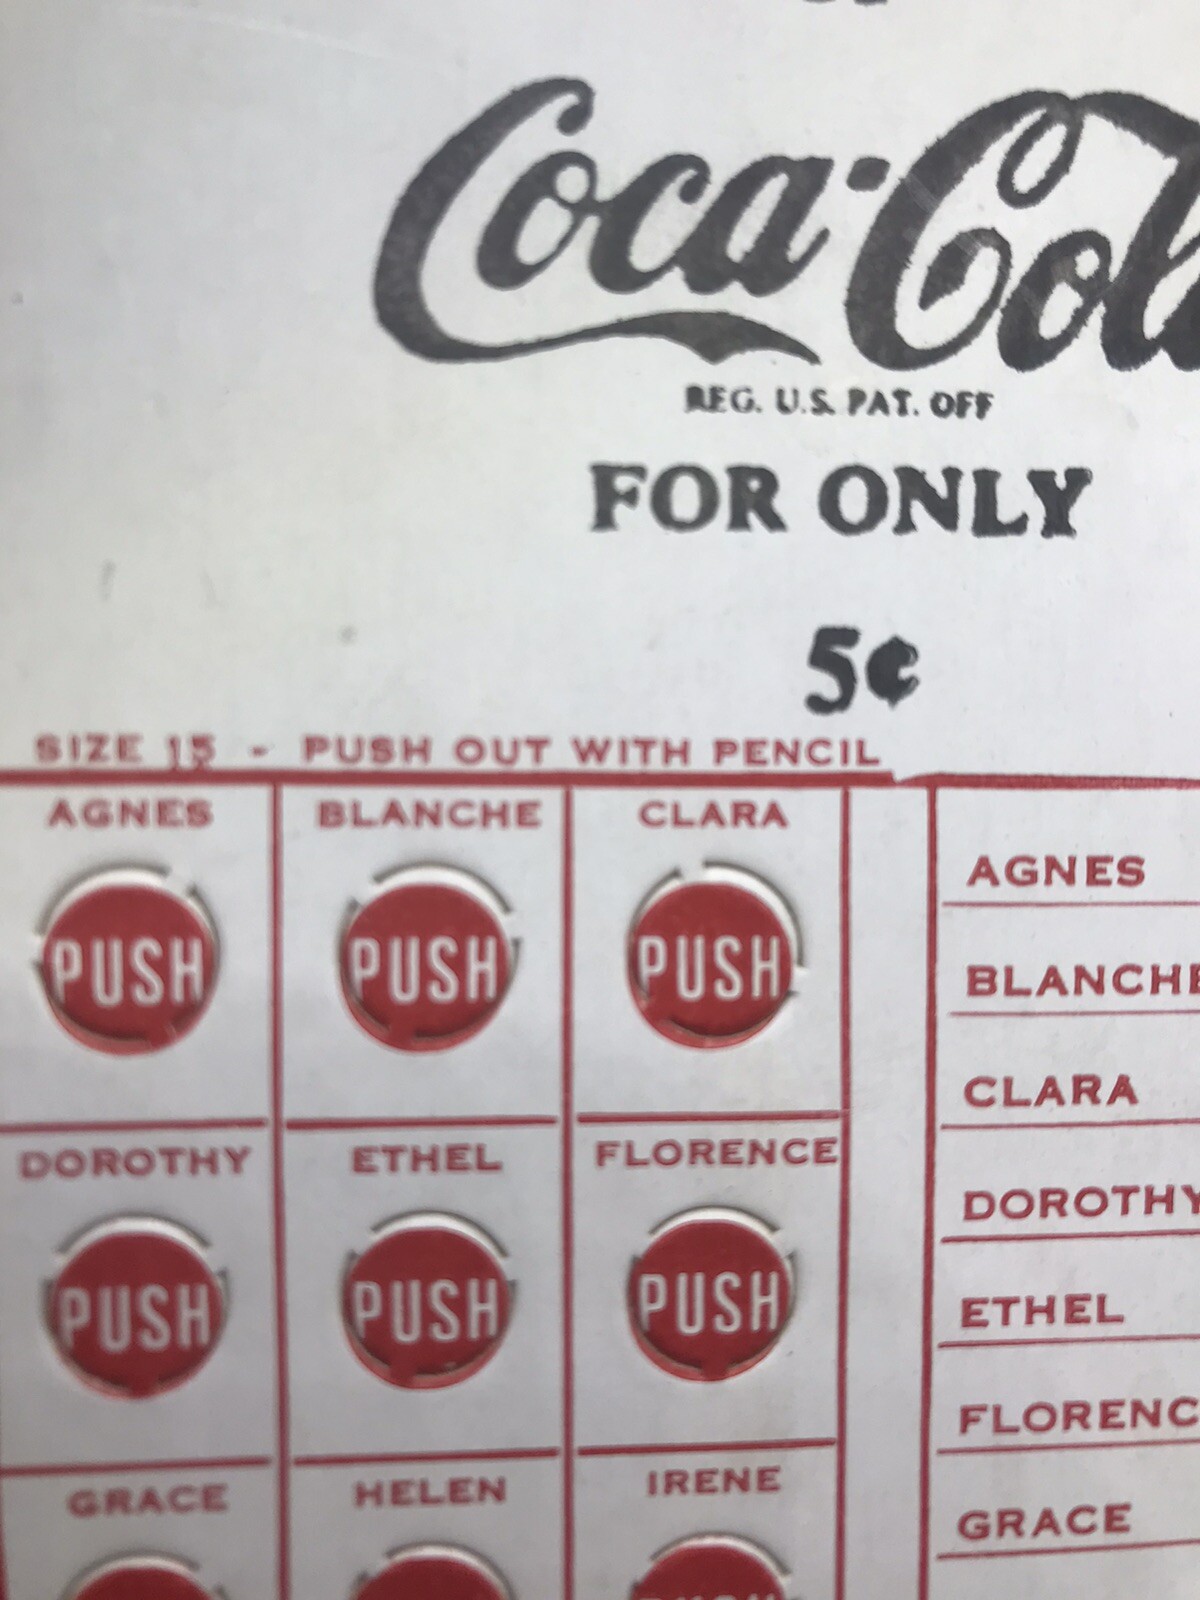 Coca-Cola
REG. U.S. PAT. OFF
FOR ONLY
5¢
SIZE 15 - PUSH OUT WITH PENCIL
AGNES BLANCHE CLARA
PUSH PUSH PUSH
DOROTHY ETHEL FLORENCE
PUSH PUSH PUSH
GRACE HELEN IRENE
AGNES
BLANCHE
CLARA
DOROTHY
ETHEL
FLORENC
GRACE